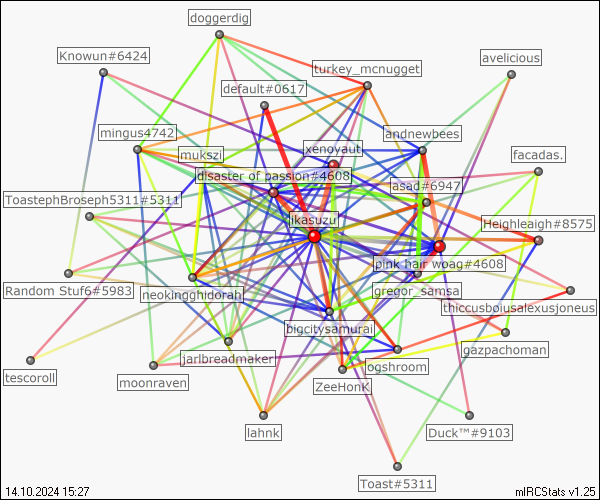 doggerdig
Knowun#6424
avelicious
turkey_mcnugget
default#0617
mingus4742
andnewbees
xenoyaut
mukszi
facadas.
disaster of passion#4608
asad#6947
ToastephBroseph5311#5311
ikasuzu
Heighleaigh#8575
pink hair woag#4608
Random Stuf6#5983
neokingghidorah
gregor_samsa
thiccusboiusalexusjoneus
bigcitysamurai
gazpachoman
jarlbreadmaker
ogshroom
tescoroll
moonraven
ZeeHonK
lahnk
Duck™#9103
Toast#5311
14.10.2024 15:27
mIRCStats v1.25